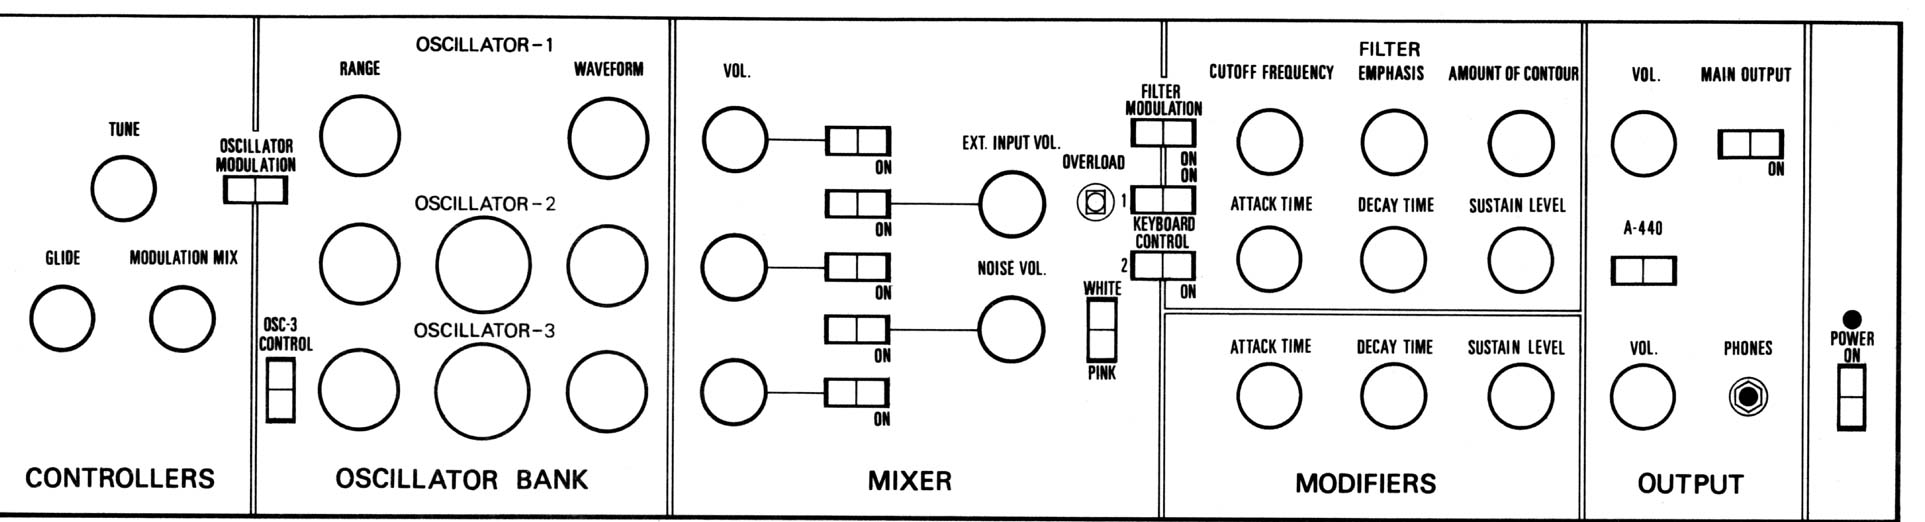 TUNE
GLIDE
MODULATION MIX
CONTROLLERS
OSCILLATOR
MODULATION
OSCILLATOR-1
RANGE
WAVEFORM
OSCILLATOR-2
OSC-3
CONTROL
OSCILLATOR-3
OSCILLATOR BANK
VOL.
ON
EXT. INPUT VOL.
OVERLOAD
ON
ON
NOISE VOL.
ON
WHITE
PINK
ON
MIXER
FILTER
MODULATION
ON
ON
1
KEYBOARD
CONTROL
2
ON
FILTER
CUTOFF FREQUENCY
EMPHASIS
AMOUNT OF CONTOUR
ATTACK TIME
DECAY TIME
SUSTAIN LEVEL
ATTACK TIME
DECAY TIME
SUSTAIN LEVEL
MODIFIERS
VOL.
MAIN OUTPUT
ON
A-440
VOL.
PHONES
OUTPUT
POWER
ON